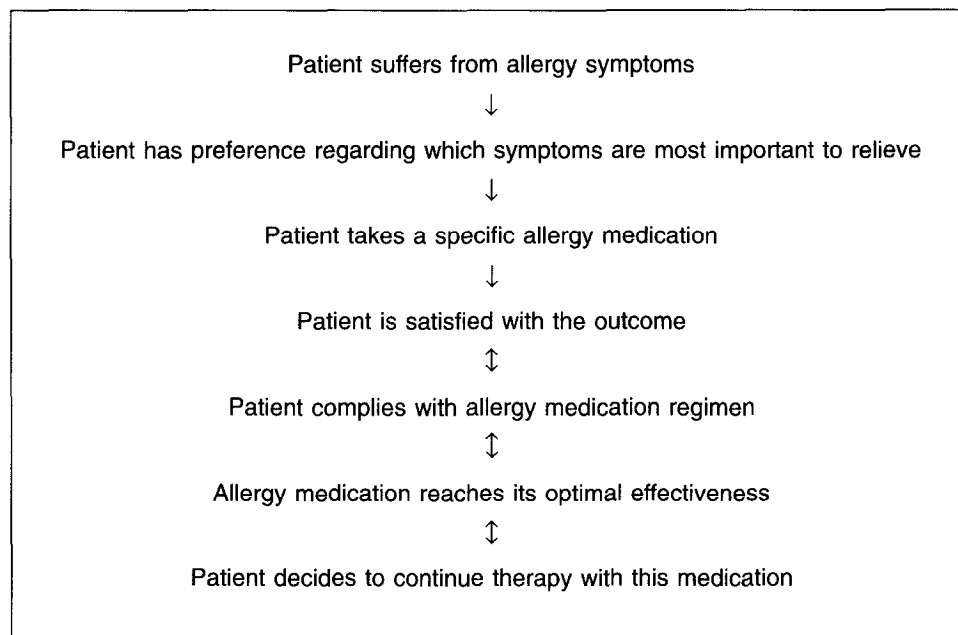 Patient suffers from allergy symptoms
↓
Patient has preference regarding which symptoms are most important to relieve
↓
Patient takes a specific allergy medication
↓
Patient is satisfied with the outcome
↕
Patient complies with allergy medication regimen
↕
Allergy medication reaches its optimal effectiveness
↕
Patient decides to continue therapy with this medication